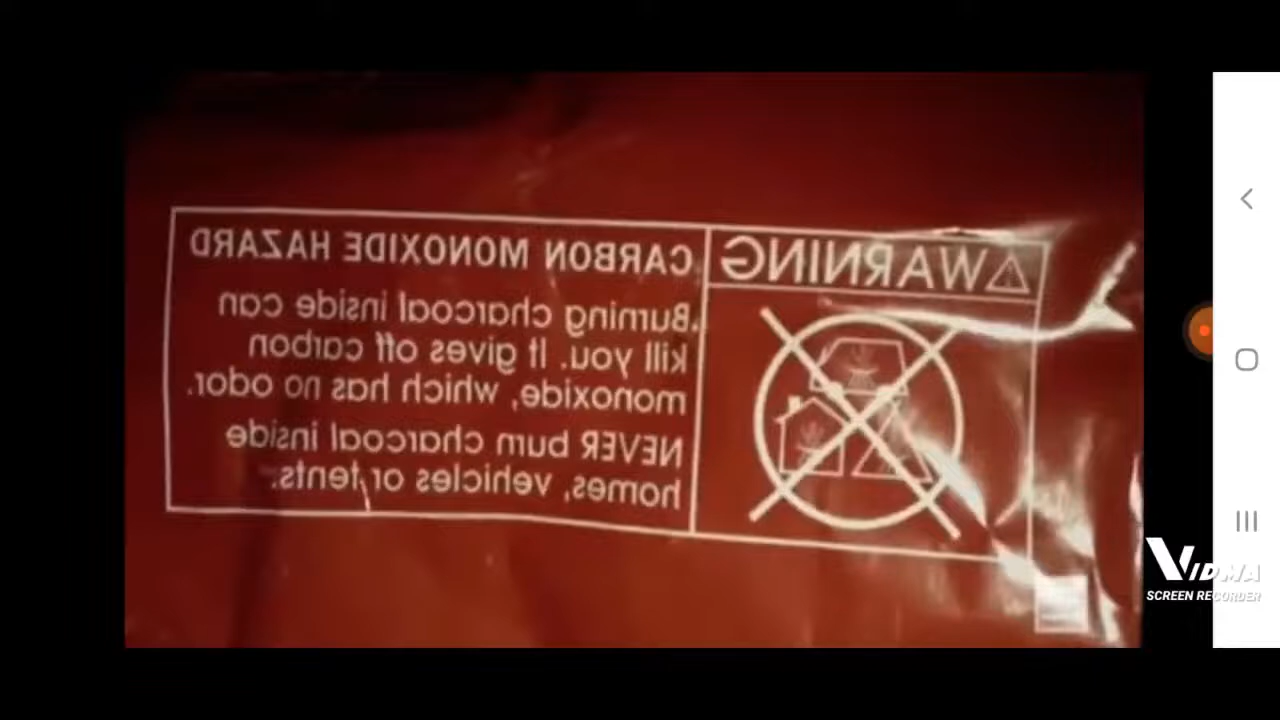 ⚠WARNING
CARBON MONOXIDE HAZARD
Burning charcoal inside can
kill you. It gives off carbon
monoxide, which has no odor.
NEVER burn charcoal inside
homes, vehicles or tents.
VIDMA
SCREEN RECORDER